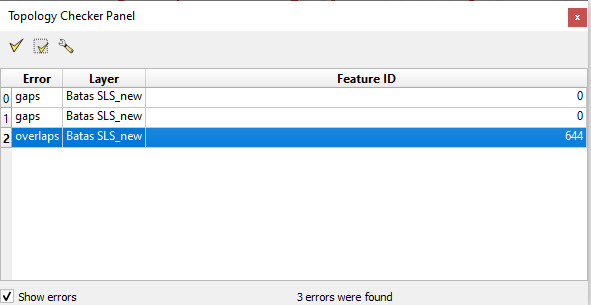 Topology Checker Panel
x
Error Layer Feature ID
0 gaps Batas SLS_new 0
1 gaps Batas SLS_new 0
2 overlaps Batas SLS_new 644
Show errors 3 errors were found